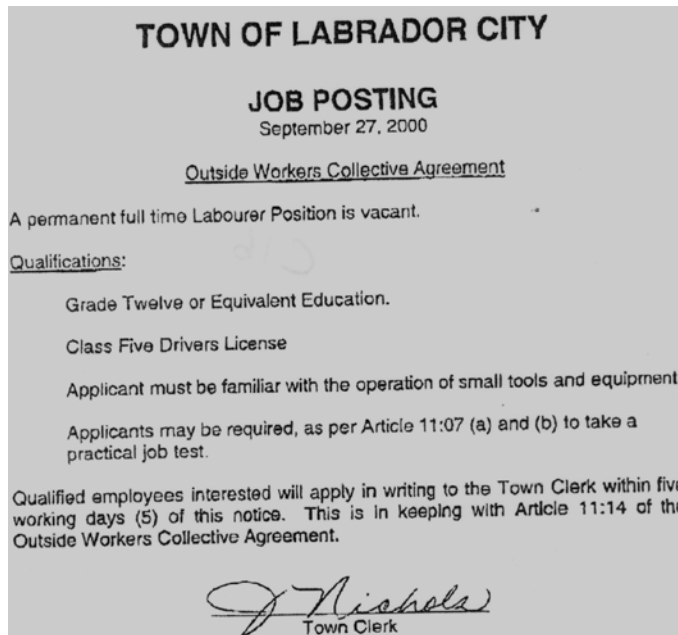 TOWN OF LABRADOR CITY
JOB POSTING
September 27, 2000
Outside Workers Collective Agreement
A permanent full time Labourer Position is vacant.
Qualifications:
Grade Twelve or Equivalent Education.
Class Five Drivers License
Applicant must be familiar with the operation of small tools and equipment
Applicants may be required, as per Article 11:07 (a) and (b) to take a
practical job test.
Qualified employees interested will apply in writing to the Town Clerk within five
working days (5) of this notice. This is in keeping with Article 11:14 of the
Outside Workers Collective Agreement.
J Nichols
Town Clerk